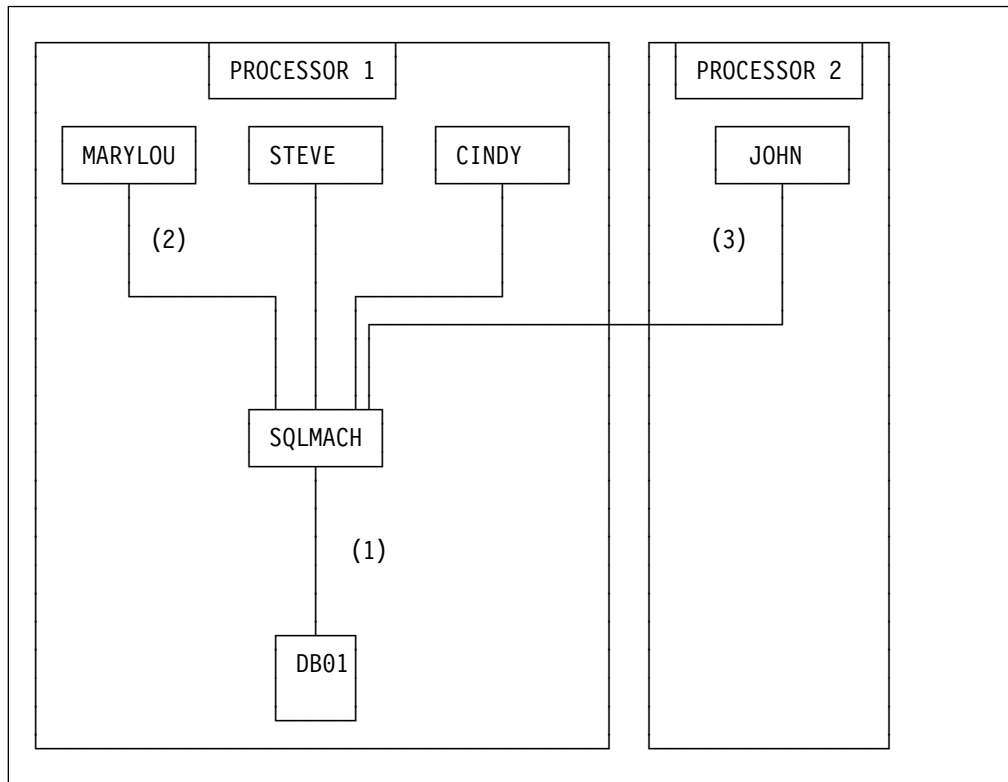 PROCESSOR 1
PROCESSOR 2
MARYLOU
STEVE
CINDY
JOHN
(2)
(3)
SQLMACH
(1)
DB01